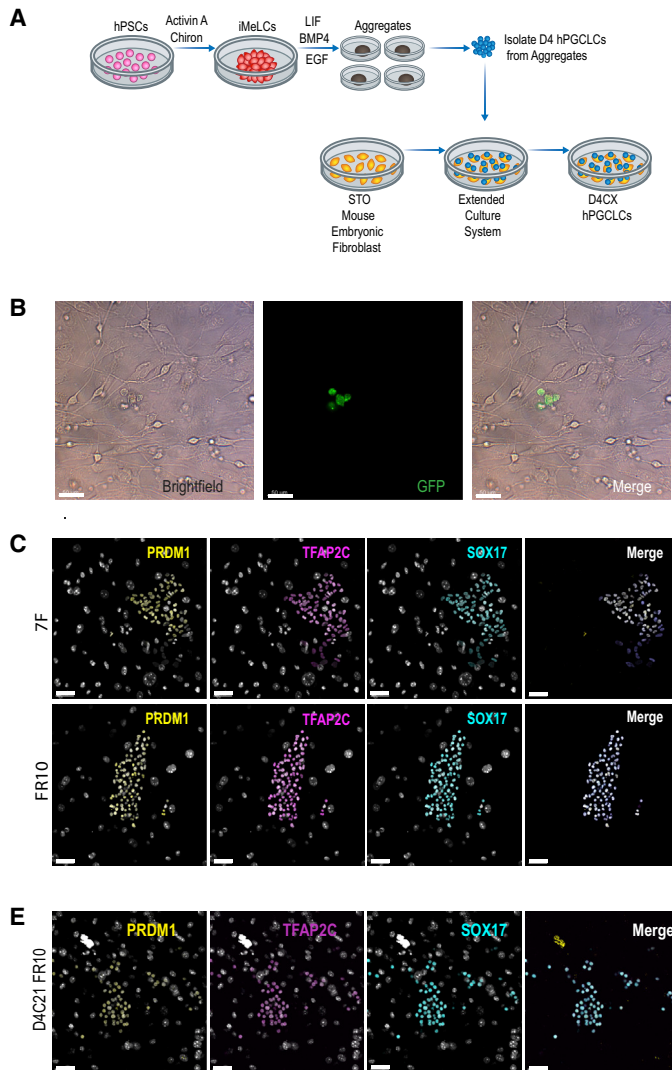 A
hPSCs
Activin A
Chiron
iMeLCs
LIF
BMP4
EGF
Aggregates
Isolate D4 hPGCLCs
from Aggregates
STO
Mouse
Embryonic
Fibroblast
Extended
Culture
System
D4CX
hPGCLCs
B
Brightfield
GFP
Merge
50 µm
C
7F
PRDM1
TFAP2C
SOX17
Merge
FR10
PRDM1
TFAP2C
SOX17
Merge
E
D4C21 FR10
PRDM1
TFAP2C
SOX17
Merge